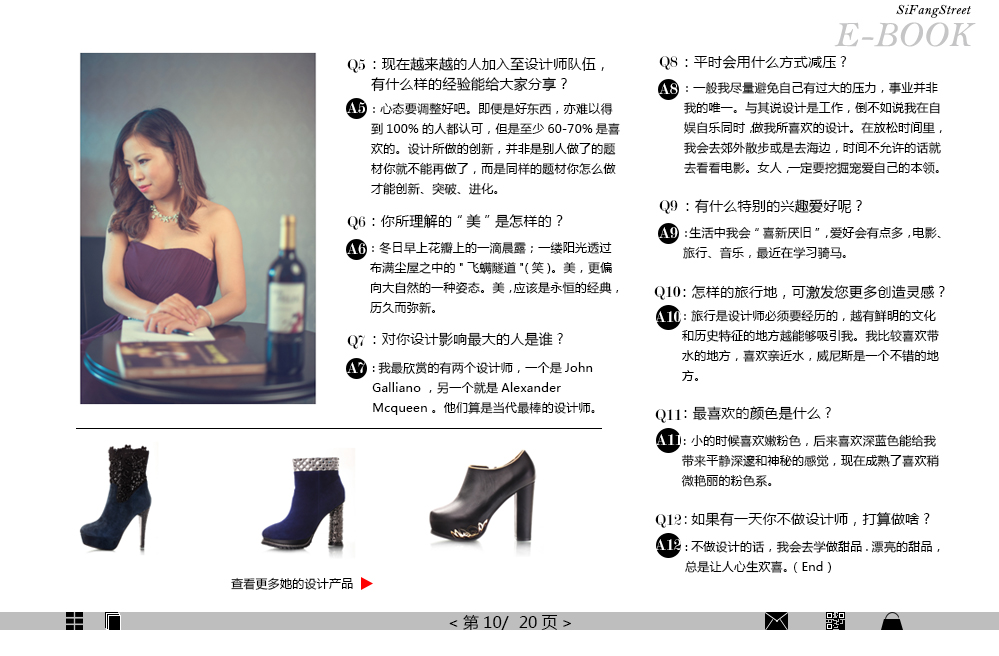 SiFangStreet
E-BOOK
Q5：现在越来越的人加入至设计师队伍，
有什么样的经验能给大家分享？
A5：心态要调整好吧。即便是好东西，亦难以得
到 100% 的人都认可，但是至少 60-70% 是喜
欢的。设计所做的创新，并非是别人做了的题
材你就不能再做了，而是同样的题材你怎么做
才能创新、突破、进化。
Q6：你所理解的 “ 美 ” 是怎样的？
A6：冬日早上花瓣上的一滴晨露；一缕阳光透过
布满尘屋之中的 " 飞螨隧道 "( 笑 )。美，更偏
向大自然的一种姿态。美 , 应该是永恒的经典，
历久而弥新。
Q7：对你设计影响最大的人是谁？
A7：我最欣赏的有两个设计师，一个是 John
Galliano ，另一个就是 Alexander
Mcqueen 。他们算是当代最棒的设计师。
查看更多她的设计产品
Q8：平时会用什么方式减压？
A8：一般我尽量避免自己有过大的压力，事业并非
我的唯一。与其说设计是工作，倒不如说我在自
娱自乐同时 , 做我所喜欢的设计。在放松时间里，
我会去郊外散步或是去海边，时间不允许的话就
去看看电影。女人 , 一定要挖掘宠爱自己的本领。
Q9：有什么特别的兴趣爱好呢？
A9：生活中我会 “ 喜新厌旧 ” , 爱好会有点多 , 电影、
旅行、音乐，最近在学习骑马。
Q10：怎样的旅行地，可激发您更多创造灵感？
A10：旅行是设计师必须要经历的，越有鲜明的文化
和历史特征的地方越能够吸引我。我比较喜欢带
水的地方，喜欢亲近水，威尼斯是一个不错的地
方。
Q11：最喜欢的颜色是什么？
A11：小的时候喜欢嫩粉色，后来喜欢深蓝色能给我
带来平静深邃和神秘的感觉，现在成熟了喜欢稍
微艳丽的粉色系。
Q12：如果有一天你不做设计师，打算做啥？
A12：不做设计的话，我会去学做甜品 . 漂亮的甜品，
总是让人心生欢喜。( End )
< 第 10/ 20 页 >